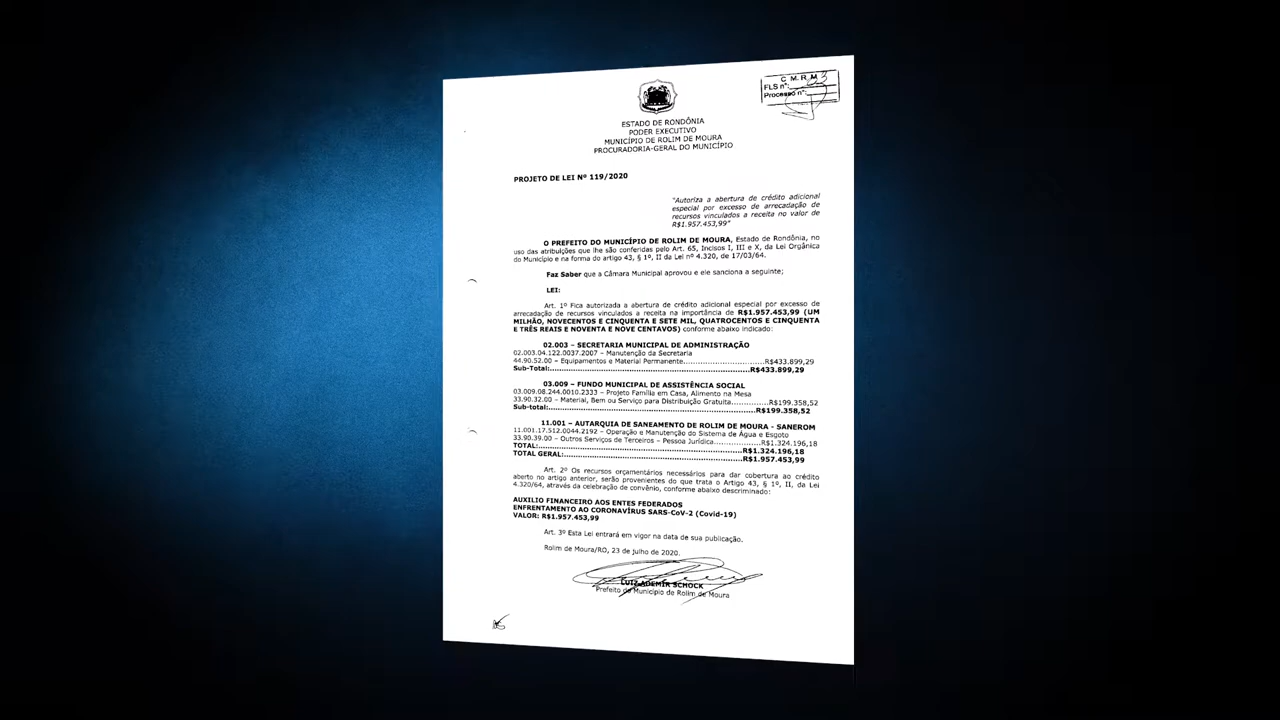 C. M. R. M
FLS nº: 03
Processo nº:
ESTADO DE RONDÔNIA
PODER EXECUTIVO
MUNICÍPIO DE ROLIM DE MOURA
PROCURADORIA-GERAL DO MUNICÍPIO
PROJETO DE LEI Nº 119/2020
"Autoriza a abertura de crédito adicional
especial por excesso de arrecadação de
recursos vinculados a receita no valor de
R$1.957.453,99"
O PREFEITO DO MUNICÍPIO DE ROLIM DE MOURA, Estado de Rondônia, no
uso das atribuições que lhe são conferidas pelo Art. 65, Incisos I, III e X, da Lei Orgânica
do Município e na forma do artigo 43, § 1º, II da Lei nº 4.320, de 17/03/64.
Faz Saber que a Câmara Municipal aprovou e ele sanciona a seguinte;
LEI:
Art. 1º Fica autorizada a abertura de crédito adicional especial por excesso de
arrecadação de recursos vinculados a receita na importância de R$1.957.453,99 (UM
MILHÃO, NOVECENTOS E CINQUENTA E SETE MIL, QUATROCENTOS E CINQUENTA
E TRÊS REAIS E NOVENTA E NOVE CENTAVOS) conforme abaixo indicado:
02.003 – SECRETARIA MUNICIPAL DE ADMINISTRAÇÃO
02.003.04.122.0037.2007 – Manutenção da Secretaria
44.90.52.00 – Equipamentos e Material Permanente..............................R$433.899,29
Sub-Total:..........................................................R$433.899,29
03.009 – FUNDO MUNICIPAL DE ASSISTÊNCIA SOCIAL
03.009.08.244.0010.2333 – Projeto Família em Casa, Alimento na Mesa
33.90.32.00 – Material, Bem ou Serviço para Distribuição Gratuita..............R$199.358,52
Sub-total:............................................................R$199.358,52
11.001 – AUTARQUIA DE SANEAMENTO DE ROLIM DE MOURA - SANEROM
11.001.17.512.0044.2192 – Operação e Manutenção do Sistema de Água e Esgoto
33.90.39.00 – Outros Serviços de Terceiros – Pessoa Jurídica....................R$1.324.196,18
TOTAL:............................................................R$1.324.196,18
TOTAL GERAL:......................................................R$1.957.453,99
Art. 2º Os recursos orçamentários necessários para dar cobertura ao crédito
aberto no artigo anterior, serão provenientes do que trata o Artigo 43, § 1º, II, da Lei
4.320/64, através da celebração de convênio, conforme abaixo descriminado:
AUXILIO FINANCEIRO AOS ENTES FEDERADOS
ENFRENTAMENTO AO CORONAVÍRUS SARS-CoV-2 (Covid-19)
VALOR: R$1.957.453,99
Art. 3º Esta Lei entrará em vigor na data de sua publicação.
Rolim de Moura/RO, 23 de julho de 2020.
LUIZ ADEMIR SCHOCK
Prefeito do Município de Rolim de Moura